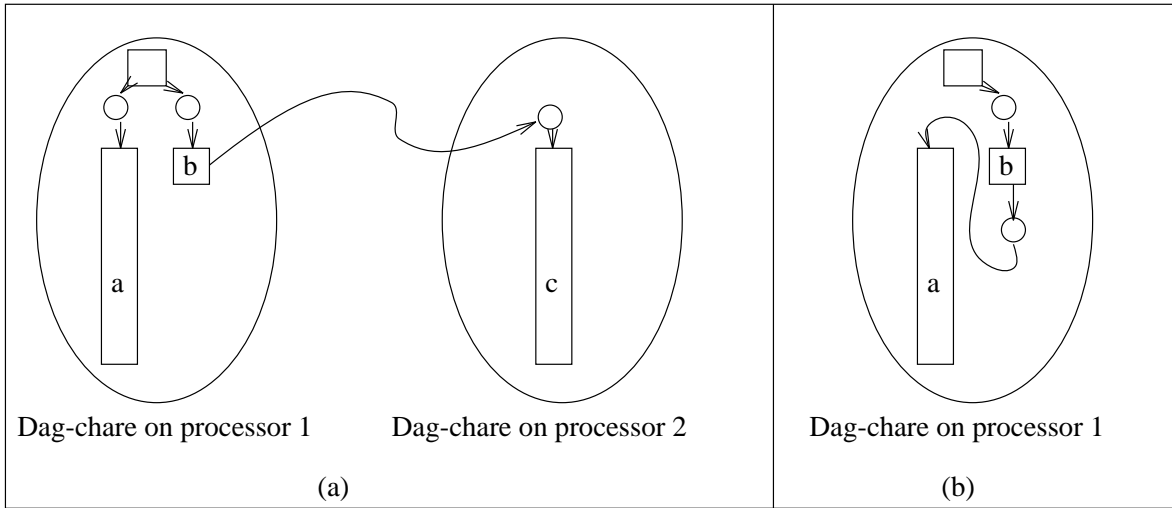 b
b
a
c
a
Dag-chare on processor 1
Dag-chare on processor 2
Dag-chare on processor 1
(a)
(b)